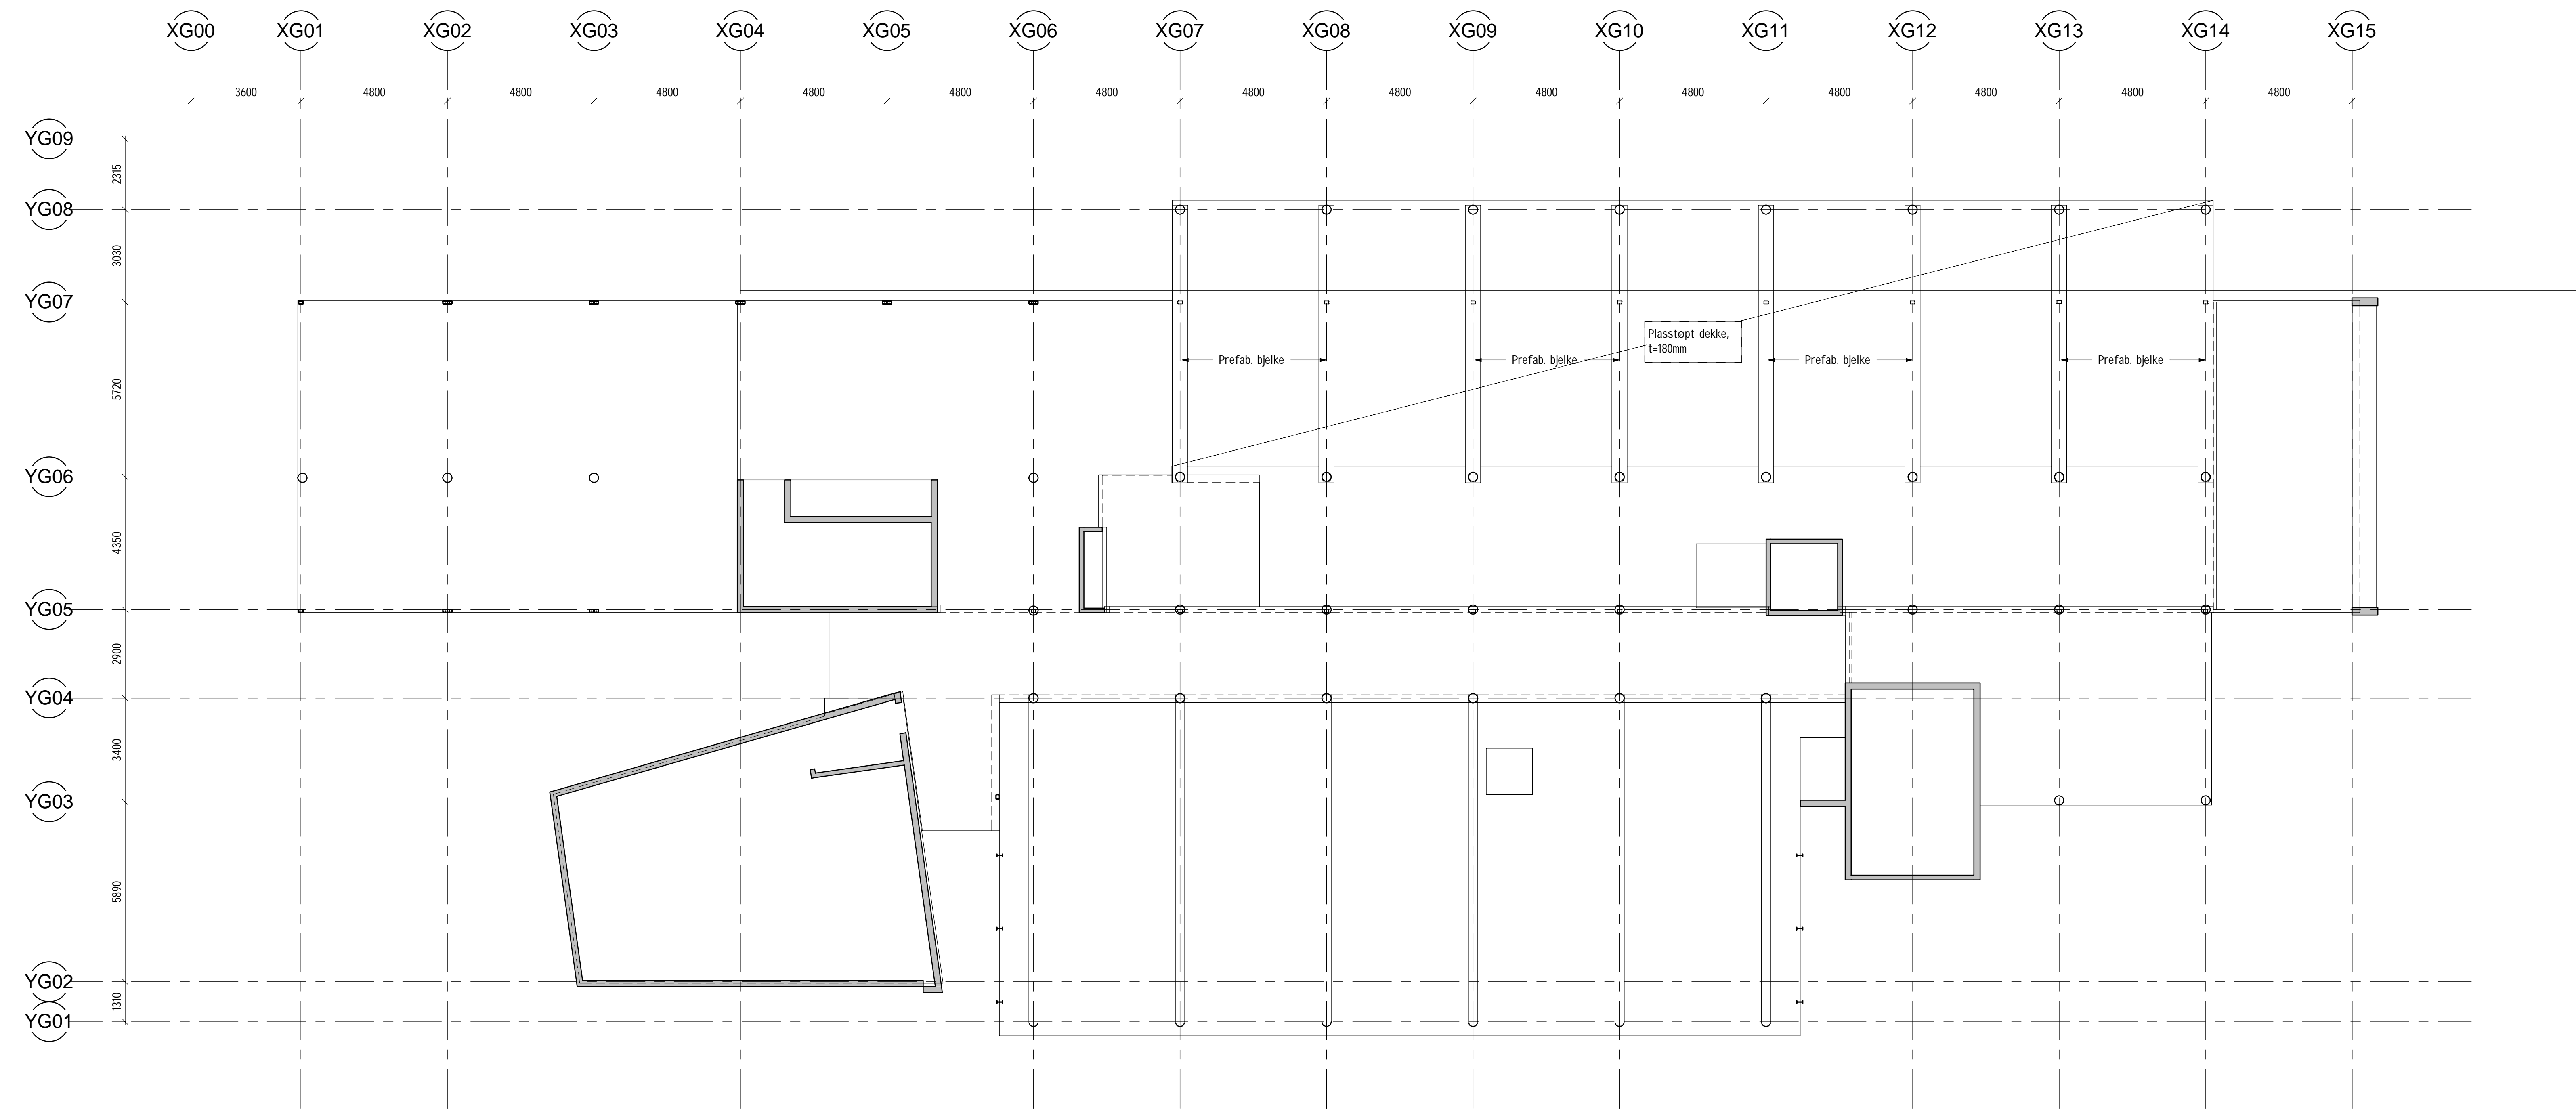 XG00 XG01 XG02 XG03 XG04 XG05 XG06 XG07 XG08 XG09 XG10 XG11 XG12 XG13 XG14 XG15
3600 4800 4800 4800 4800 4800 4800 4800 4800 4800 4800 4800 4800 4800 4800
YG09
2315
YG08
3030
YG07
Plasstøpt dekke,
t=180mm
Prefab. bjelke Prefab. bjelke Prefab. bjelke Prefab. bjelke
5720
YG06
4350
YG05
2900
YG04
3400
YG03
5890
YG02
1310
YG01